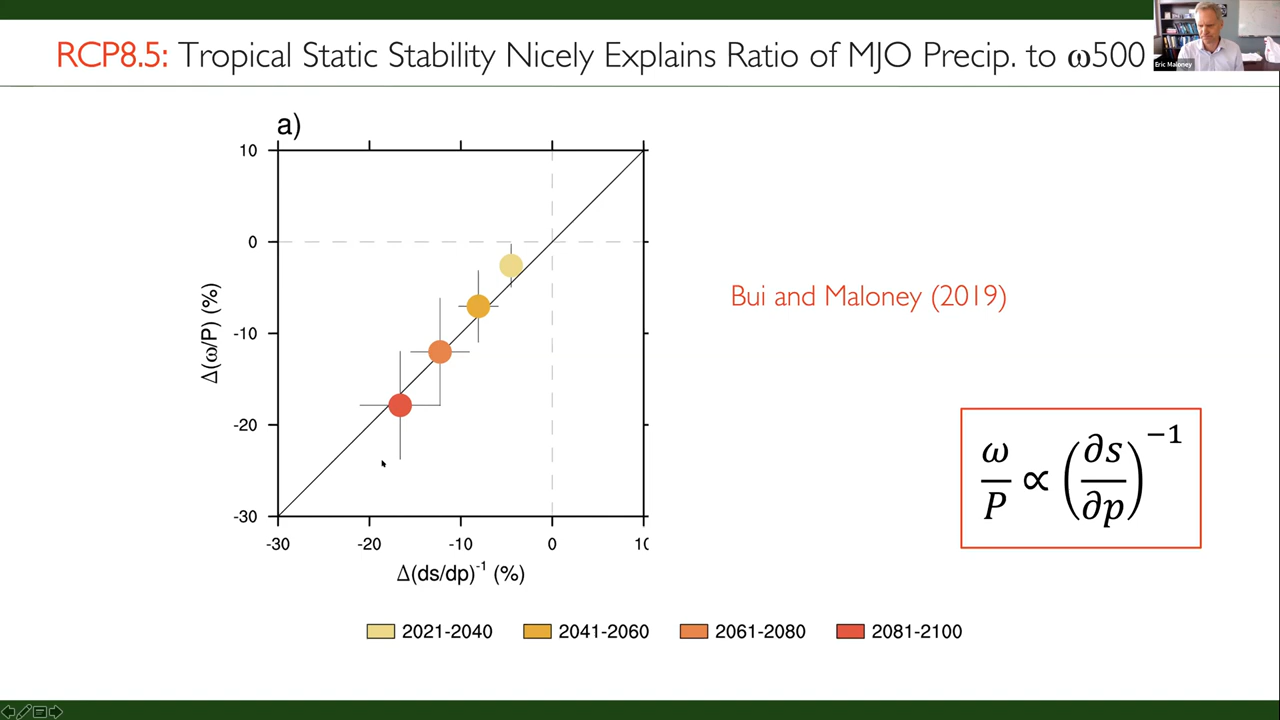 RCP8.5: Tropical Static Stability Nicely Explains Ratio of MJO Precip. to ω500
Eric Maloney
a)
10
0
-10
-20
-30
Δ(ω/P) (%)
-30 -20 -10 0 10
Δ(ds/dp)⁻¹ (%)
Bui and Maloney (2019)
ω/P ∝ (∂s/∂p)⁻¹
2021-2040 2041-2060 2061-2080 2081-2100